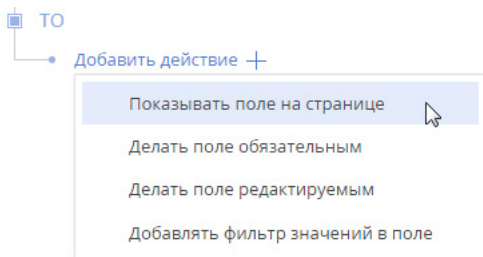 ТО
Добавить действие +
Показывать поле на странице
Делать поле обязательным
Делать поле редактируемым
Добавлять фильтр значений в поле